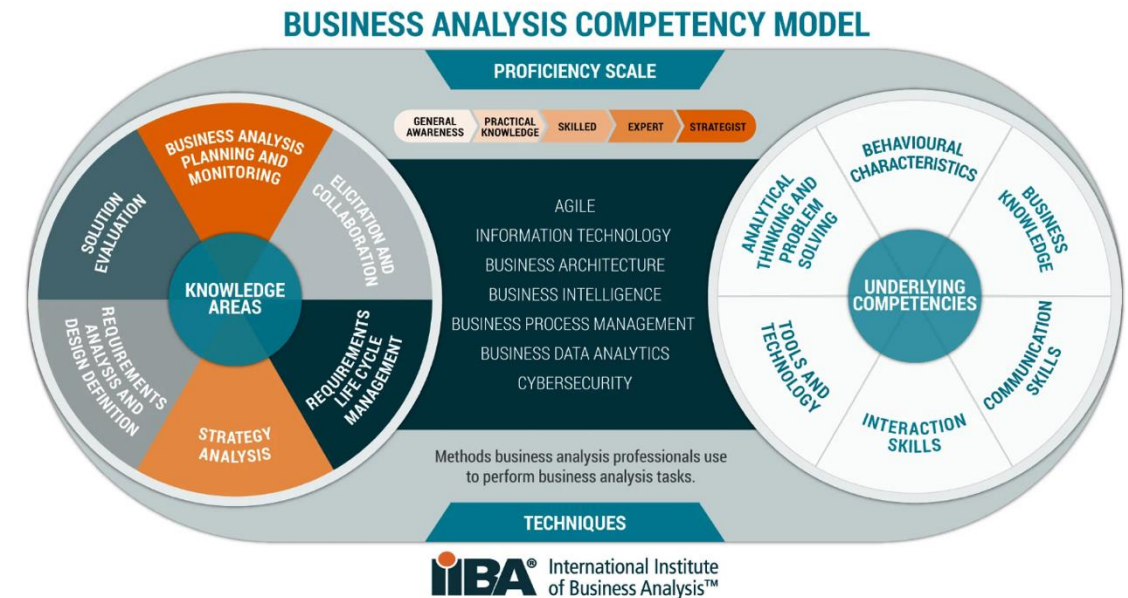 BUSINESS ANALYSIS COMPETENCY MODEL
PROFICIENCY SCALE
GENERAL
AWARENESS
PRACTICAL
KNOWLEDGE
SKILLED
EXPERT
STRATEGIST
BUSINESS ANALYSIS
PLANNING AND
MONITORING
ELICITATION AND
COLLABORATION
REQUIREMENTS
LIFE CYCLE
MANAGEMENT
STRATEGY
ANALYSIS
REQUIREMENTS
ANALYSIS AND
DESIGN DEFINITION
SOLUTION
EVALUATION
KNOWLEDGE
AREAS
AGILE
INFORMATION TECHNOLOGY
BUSINESS ARCHITECTURE
BUSINESS INTELLIGENCE
BUSINESS PROCESS MANAGEMENT
BUSINESS DATA ANALYTICS
CYBERSECURITY
BEHAVIOURAL
CHARACTERISTICS
BUSINESS
KNOWLEDGE
COMMUNICATION
SKILLS
INTERACTION
SKILLS
TOOLS AND
TECHNOLOGY
ANALYTICAL
THINKING AND
PROBLEM
SOLVING
UNDERLYING
COMPETENCIES
Methods business analysis professionals use
to perform business analysis tasks.
TECHNIQUES
iiBA® International Institute
of Business Analysis™